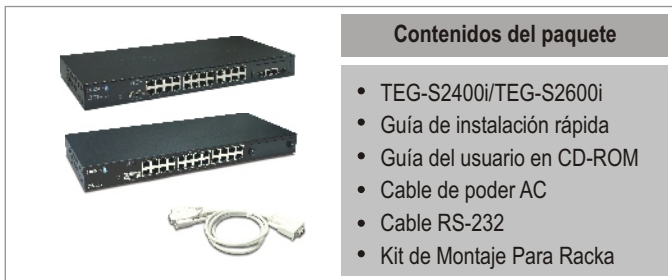 Contenidos del paquete
• TEG-S2400i/TEG-S2600i
• Guía de instalación rápida
• Guía del usuario en CD-ROM
• Cable de poder AC
• Cable RS-232
• Kit de Montaje Para Racka